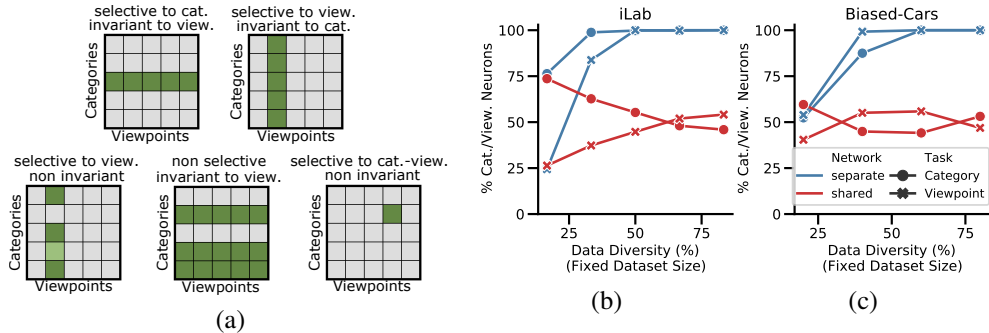 selective to cat.
invariant to view.
Categories
Viewpoints
selective to view.
invariant to cat.
Categories
Viewpoints
selective to view.
non invariant
Categories
Viewpoints
non selective
invariant to view.
Categories
Viewpoints
selective to cat.-view.
non invariant
Categories
Viewpoints
(a)
iLab
% Cat./View. Neurons
100
75
50
25
0
25 50 75
Data Diversity (%)
(Fixed Dataset Size)
(b)
Biased-Cars
% Cat./View. Neurons
100
75
50
25
0
Network Task
separate Category
shared Viewpoint
25 50 75
Data Diversity (%)
(Fixed Dataset Size)
(c)